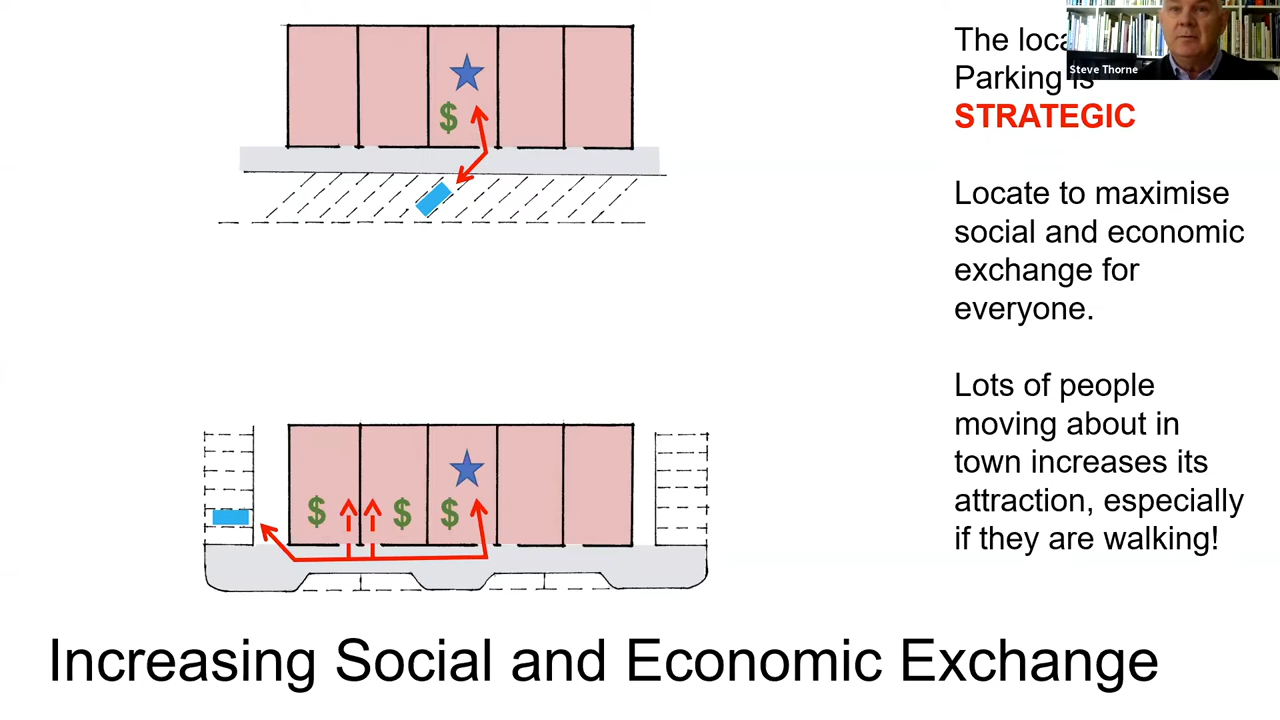 The loca
Steve Thorne
Parking is
STRATEGIC
Locate to maximise
social and economic
exchange for
everyone.
Lots of people
moving about in
town increases its
attraction, especially
if they are walking!
$
$ $ $
Increasing Social and Economic Exchange